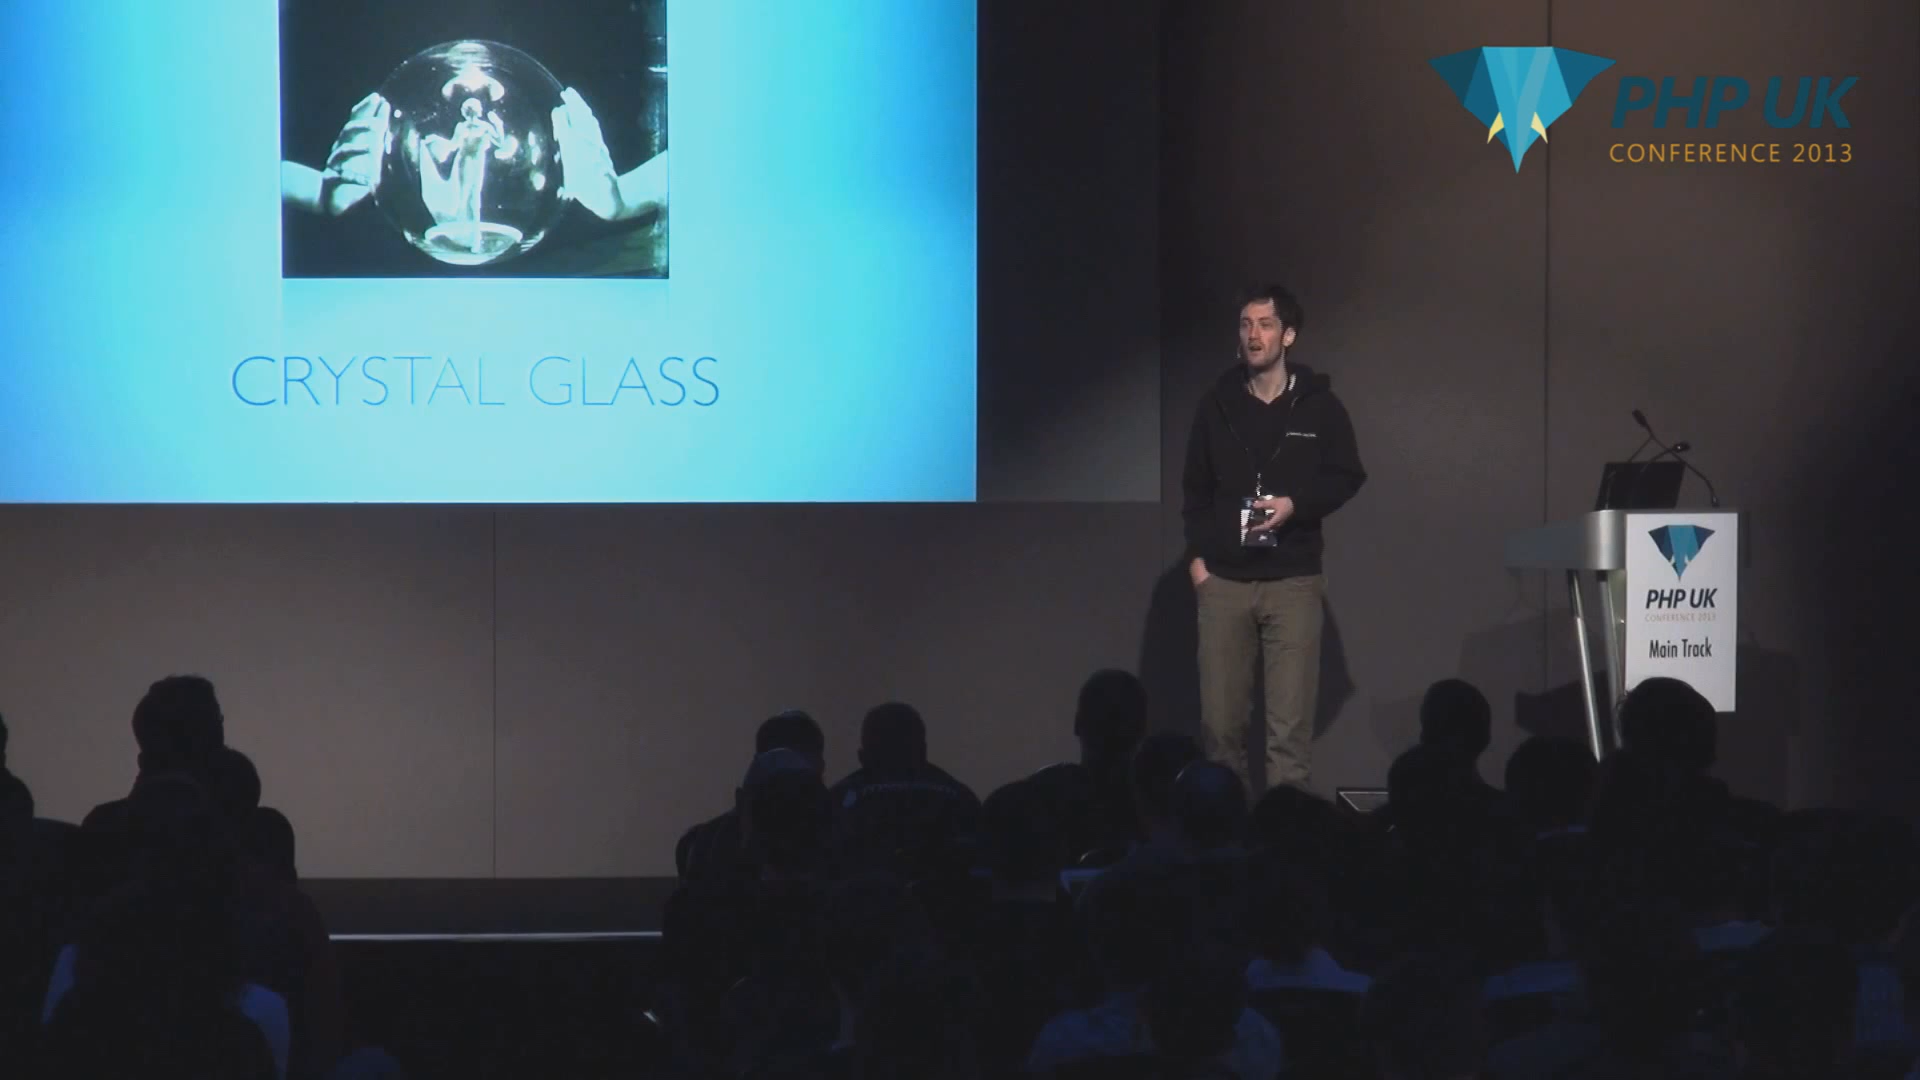 PHP UK
CONFERENCE 2013
CRYSTAL GLASS
PHP UK
CONFERENCE 2013
Main Track